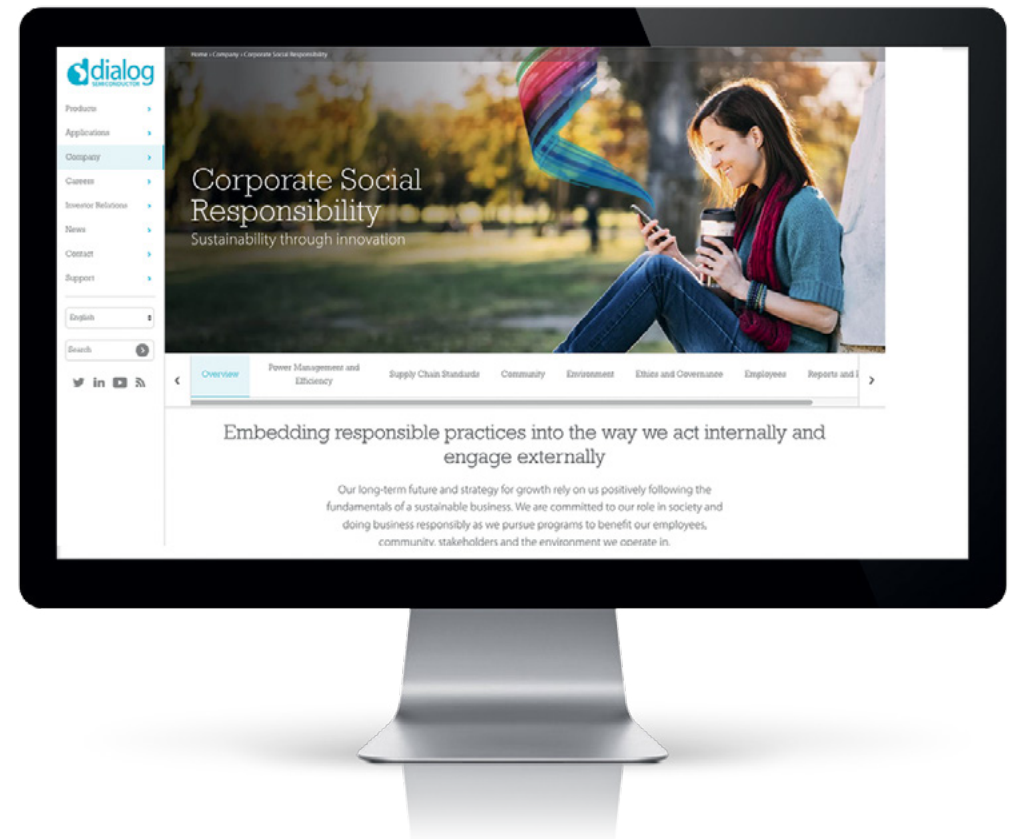 Home > Company > Corporate Social Responsibility
dialog
SEMICONDUCTOR
Products
Applications
Company
Careers
Investor Relations
News
Contact
Support
English
Search
Corporate Social
Responsibility
Sustainability through innovation
Overview
Power Management and
Efficiency
Supply Chain Standards
Community
Environment
Ethics and Governance
Employees
Reports and
Embedding responsible practices into the way we act internally and
engage externally
Our long-term future and strategy for growth rely on us positively following the
fundamentals of a sustainable business. We are committed to our role in society and
doing business responsibly as we pursue programs to benefit our employees,
community, stakeholders and the environment we operate in.